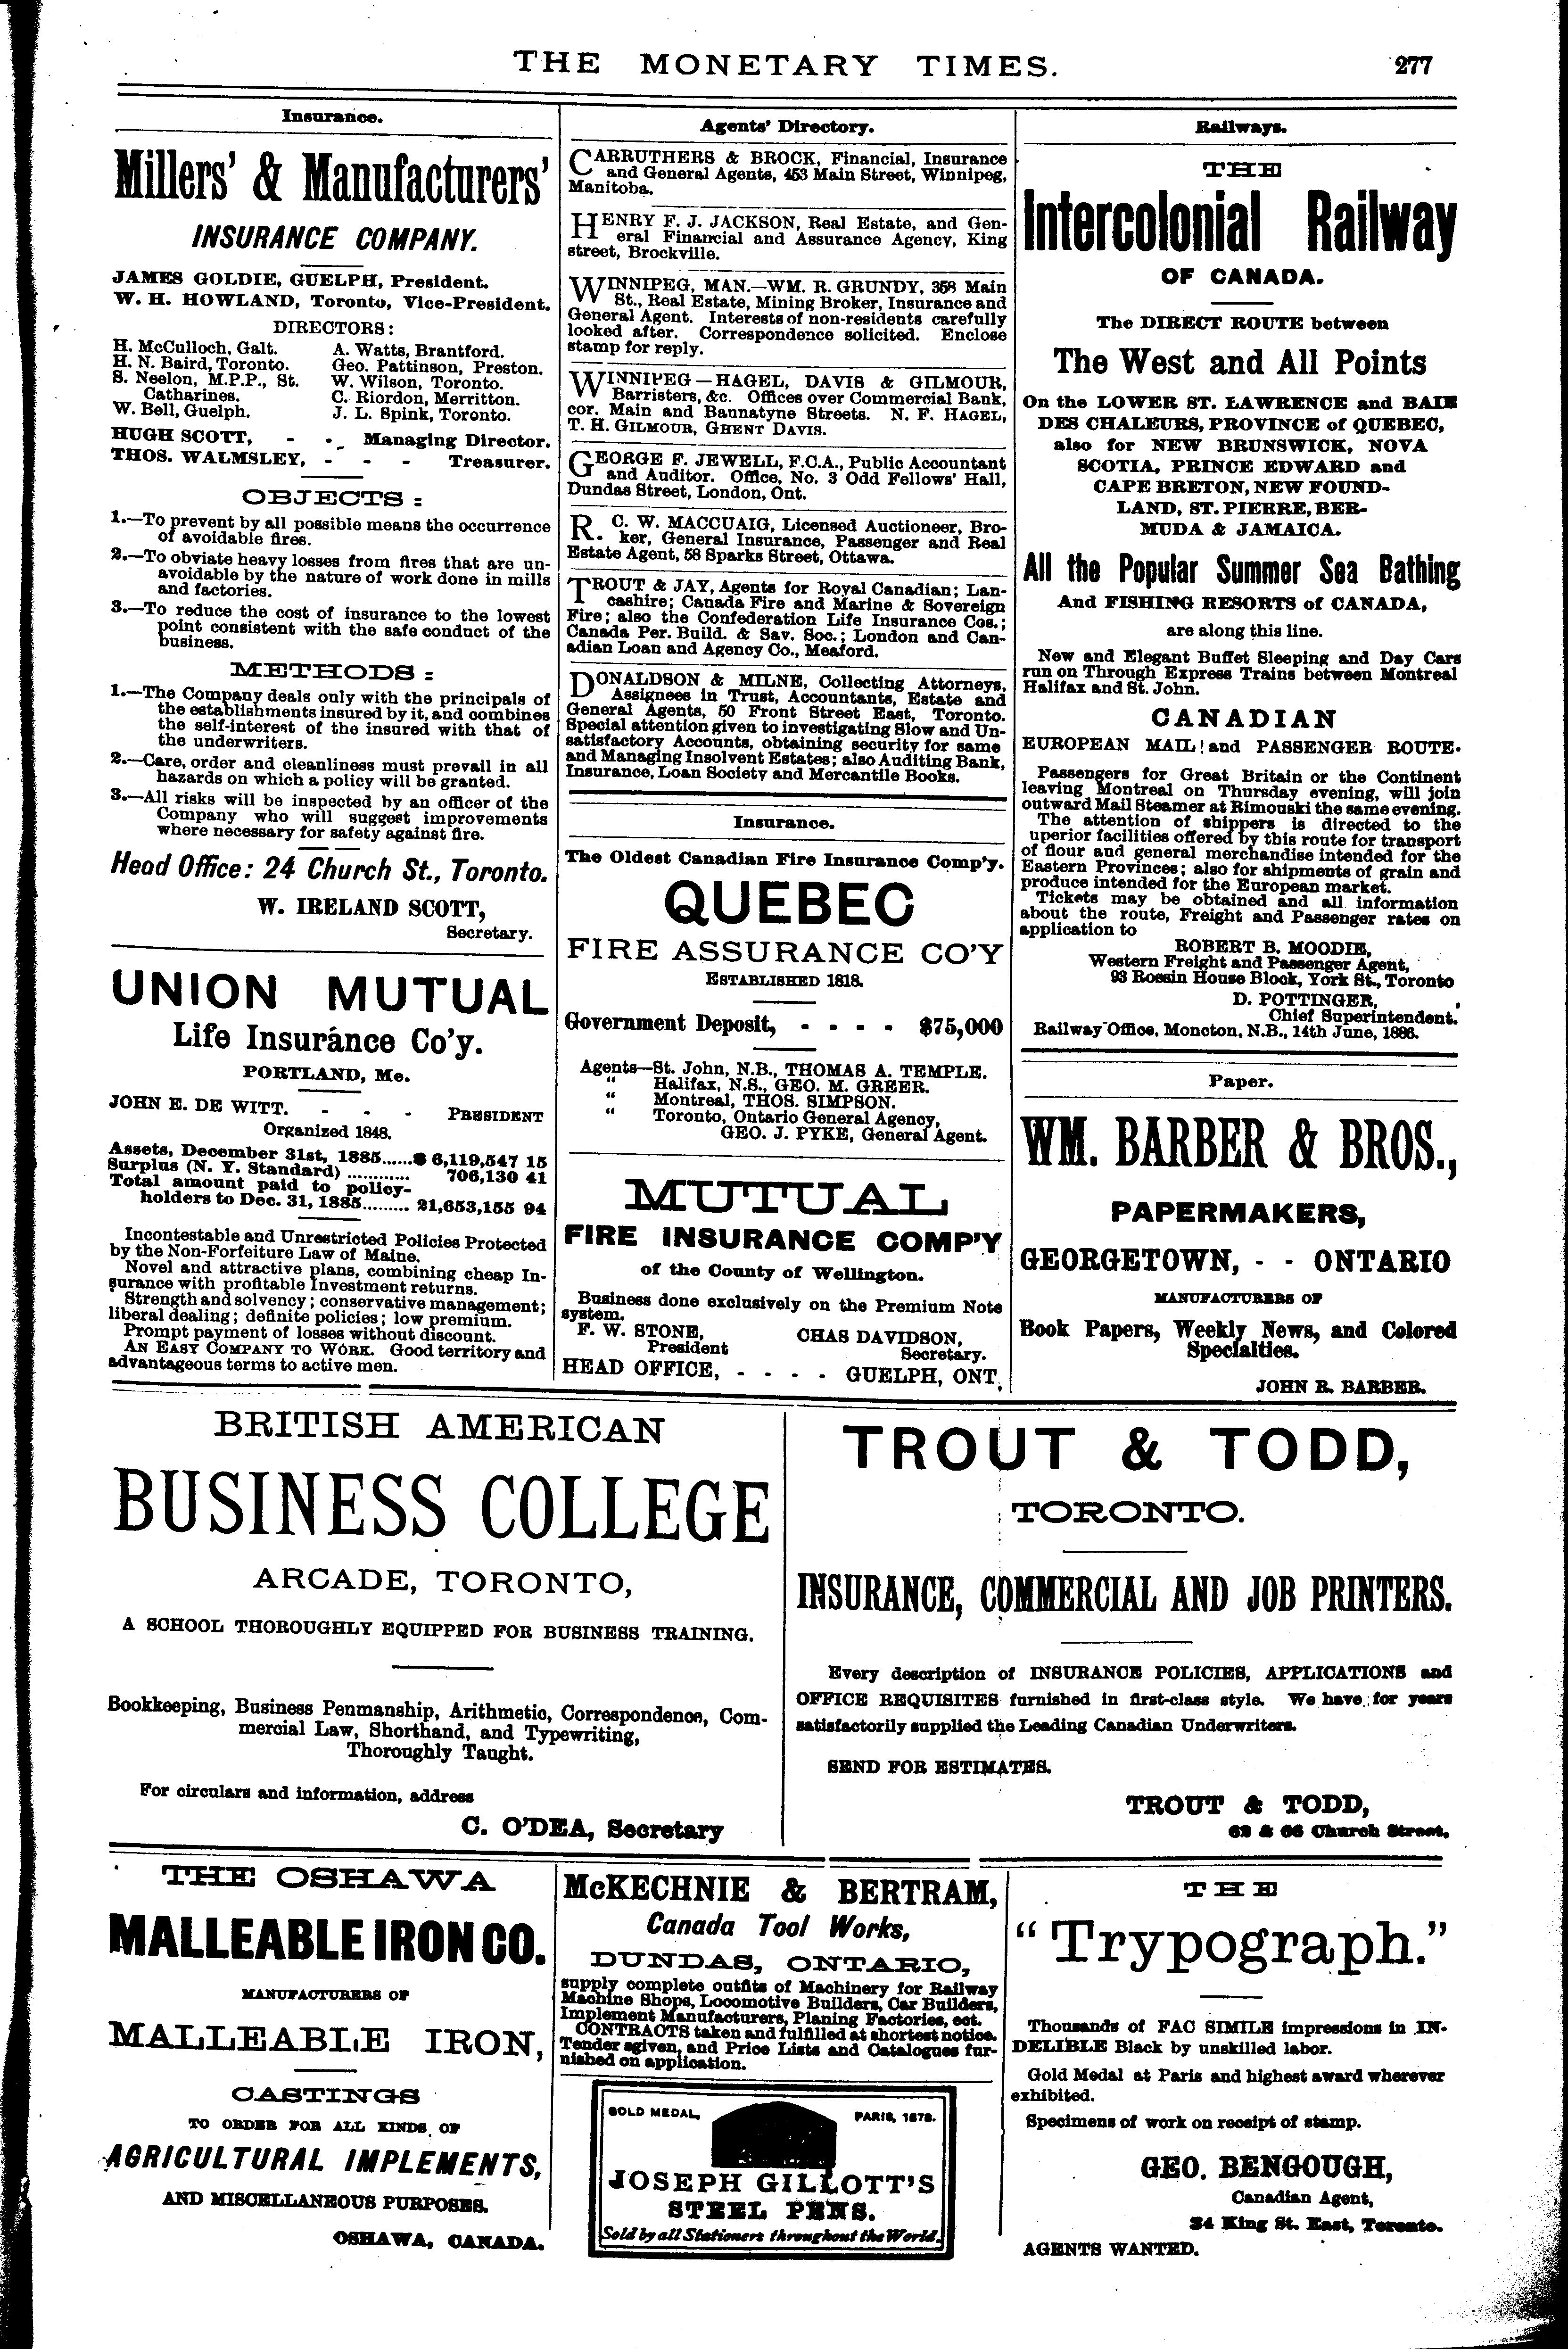 THE MONETARY TIMES.
277
Insurance.
Millers' & Manufacturers'
INSURANCE COMPANY.
JAMES GOLDIE, GUELPH, President.
W. H. HOWLAND, Toronto, Vice-President.
DIRECTORS:
H. McCulloch, Galt. A. Watts, Brantford.
H. N. Baird, Toronto. Geo. Pattinson, Preston.
S. Neelon, M.P.P., St. W. Wilson, Toronto.
Catharines. C. Riordon, Merritton.
W. Bell, Guelph. J. L. Spink, Toronto.
HUGH SCOTT, - - Managing Director.
THOS. WALMSLEY, - - - Treasurer.
OBJECTS:
1.—To prevent by all possible means the occurrence
of avoidable fires.
2.—To obviate heavy losses from fires that are un-
avoidable by the nature of work done in mills
and factories.
3.—To reduce the cost of insurance to the lowest
point consistent with the safe conduct of the
business.
METHODS:
1.—The Company deals only with the principals of
the establishments insured by it, and combines
the self-interest of the insured with that of
the underwriters.
2.—Care, order and cleanliness must prevail in all
hazards on which a policy will be granted.
3.—All risks will be inspected by an officer of the
Company who will suggest improvements
where necessary for safety against fire.
Head Office: 24 Church St., Toronto.
W. IRELAND SCOTT,
Secretary.
UNION MUTUAL
Life Insurance Co'y.
PORTLAND, Me.
JOHN E. DE WITT. - - - PRESIDENT
Organized 1848.
Assets, December 31st, 1885......$ 6,119,547 15
Surplus (N. Y. Standard) ............ 706,130 41
Total amount paid to policy-
holders to Dec. 31, 1885......... 21,653,155 94
Incontestable and Unrestricted Policies Protected
by the Non-Forfeiture Law of Maine.
Novel and attractive plans, combining cheap In-
surance with profitable Investment returns.
Strength and solvency; conservative management;
liberal dealing; definite policies; low premium.
Prompt payment of losses without discount.
AN EASY COMPANY TO WORK. Good territory and
advantageous terms to active men.
Agents' Directory.
CARRUTHERS & BROCK, Financial, Insurance
and General Agents, 453 Main Street, Winnipeg,
Manitoba.
HENRY F. J. JACKSON, Real Estate, and Gen-
eral Financial and Assurance Agency, King
street, Brockville.
WINNIPEG, MAN.—WM. R. GRUNDY, 358 Main
St., Real Estate, Mining Broker, Insurance and
General Agent. Interests of non-residents carefully
looked after. Correspondence solicited. Enclose
stamp for reply.
WINNIPEG—HAGEL, DAVIS & GILMOUR,
Barristers, &c. Offices over Commercial Bank,
cor. Main and Bannatyne Streets. N. F. HAGEL,
T. H. GILMOUR, GHENT DAVIS.
GEORGE F. JEWELL, F.C.A., Public Accountant
and Auditor. Office, No. 3 Odd Fellows' Hall,
Dundas Street, London, Ont.
R. C. W. MACCUAIG, Licensed Auctioneer, Bro-
ker, General Insurance, Passenger and Real
Estate Agent, 58 Sparks Street, Ottawa.
TROUT & JAY, Agents for Royal Canadian; Lan-
cashire; Canada Fire and Marine & Sovereign
Fire; also the Confederation Life Insurance Cos.;
Canada Per. Build. & Sav. Soc.; London and Can-
adian Loan and Agency Co., Meaford.
DONALDSON & MILNE, Collecting Attorneys,
Assignees in Trust, Accountants, Estate and
General Agents, 50 Front Street East, Toronto.
Special attention given to investigating Slow and Un-
satisfactory Accounts, obtaining security for same
and Managing Insolvent Estates; also Auditing Bank,
Insurance, Loan Society and Mercantile Books.
Insurance.
The Oldest Canadian Fire Insurance Comp'y.
QUEBEC
FIRE ASSURANCE CO'Y
ESTABLISHED 1818.
Government Deposit, - - - - $75,000
Agents—St. John, N.B., THOMAS A. TEMPLE.
" Halifax, N.S., GEO. M. GREER.
" Montreal, THOS. SIMPSON.
" Toronto, Ontario General Agency,
GEO. J. PYKE, General Agent.
MUTUAL
FIRE INSURANCE COMP'Y
of the County of Wellington.
Business done exclusively on the Premium Note
system.
F. W. STONE, CHAS DAVIDSON,
President Secretary.
HEAD OFFICE, - - - - GUELPH, ONT.
Railways.
THE
Intercolonial Railway
OF CANADA.
The DIRECT ROUTE between
The West and All Points
On the LOWER ST. LAWRENCE and BAIE
DES CHALEURS, PROVINCE of QUEBEC,
also for NEW BRUNSWICK, NOVA
SCOTIA, PRINCE EDWARD and
CAPE BRETON, NEW FOUND-
LAND, ST. PIERRE, BER-
MUDA & JAMAICA.
All the Popular Summer Sea Bathing
And FISHING RESORTS of CANADA,
are along this line.
New and Elegant Buffet Sleeping and Day Cars
run on Through Express Trains between Montreal
Halifax and St. John.
CANADIAN
EUROPEAN MAIL! and PASSENGER ROUTE.
Passengers for Great Britain or the Continent
leaving Montreal on Thursday evening, will join
outward Mail Steamer at Rimouski the same evening.
The attention of shippers is directed to the
uperior facilities offered by this route for transport
of flour and general merchandise intended for the
Eastern Provinces; also for shipments of grain and
produce intended for the European market.
Tickets may be obtained and all information
about the route, Freight and Passenger rates on
application to
ROBERT B. MOODIE,
Western Freight and Passenger Agent,
93 Rossin House Block, York St., Toronto
D. POTTINGER,
Chief Superintendent.
Railway Office, Moncton, N.B., 14th June, 1886.
Paper.
WM. BARBER & BROS.,
PAPERMAKERS,
GEORGETOWN, - - ONTARIO
MANUFACTURERS OF
Book Papers, Weekly News, and Colored
Specialties.
JOHN R. BARBER.
BRITISH AMERICAN
BUSINESS COLLEGE
ARCADE, TORONTO,
A SCHOOL THOROUGHLY EQUIPPED FOR BUSINESS TRAINING.
Bookkeeping, Business Penmanship, Arithmetic, Correspondence, Com-
mercial Law, Shorthand, and Typewriting,
Thoroughly Taught.
For circulars and information, address
C. O'DEA, Secretary
TROUT & TODD,
TORONTO.
INSURANCE, COMMERCIAL AND JOB PRINTERS.
Every description of INSURANCE POLICIES, APPLICATIONS and
OFFICE REQUISITES furnished in first-class style. We have for years
satisfactorily supplied the Leading Canadian Underwriters.
SEND FOR ESTIMATES.
TROUT & TODD,
62 & 66 Church Street.
THE OSHAWA
MALLEABLE IRON CO.
MANUFACTURERS OF
MALLEABLE IRON,
CASTINGS
TO ORDER FOR ALL KINDS OF
AGRICULTURAL IMPLEMENTS,
AND MISCELLANEOUS PURPOSES.
OSHAWA, CANADA.
McKECHNIE & BERTRAM,
Canada Tool Works,
DUNDAS, ONTARIO,
supply complete outfits of Machinery for Railway
Machine Shops, Locomotive Builders, Car Builders,
Implement Manufacturers, Planing Factories, ect.
CONTRACTS taken and fulfilled at shortest notice.
Tender sgiven, and Price Lists and Catalogues fur-
nished on application.
GOLD MEDAL, PARIS, 1878.
JOSEPH GILLOTT'S
STEEL PENS.
Sold by all Stationers throughout the World.
THE
"Trypograph."
Thousands of FAC SIMILE impressions in IN-
DELIBLE Black by unskilled labor.
Gold Medal at Paris and highest award wherever
exhibited.
Specimens of work on receipt of stamp.
GEO. BENGOUGH,
Canadian Agent,
34 King St. East, Toronto.
AGENTS WANTED.